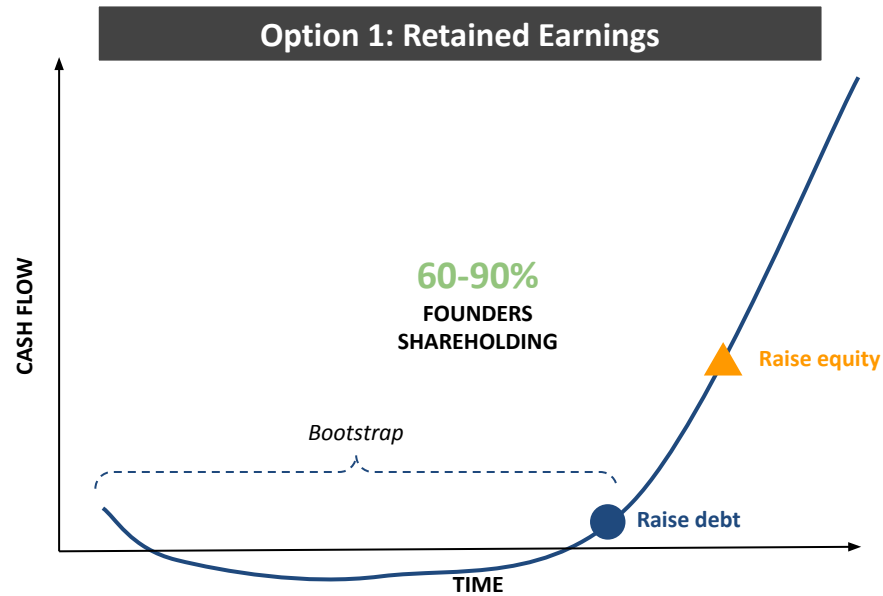 Option 1: Retained Earnings
CASH FLOW
60-90%
FOUNDERS
SHAREHOLDING
Raise equity
Bootstrap
Raise debt
TIME